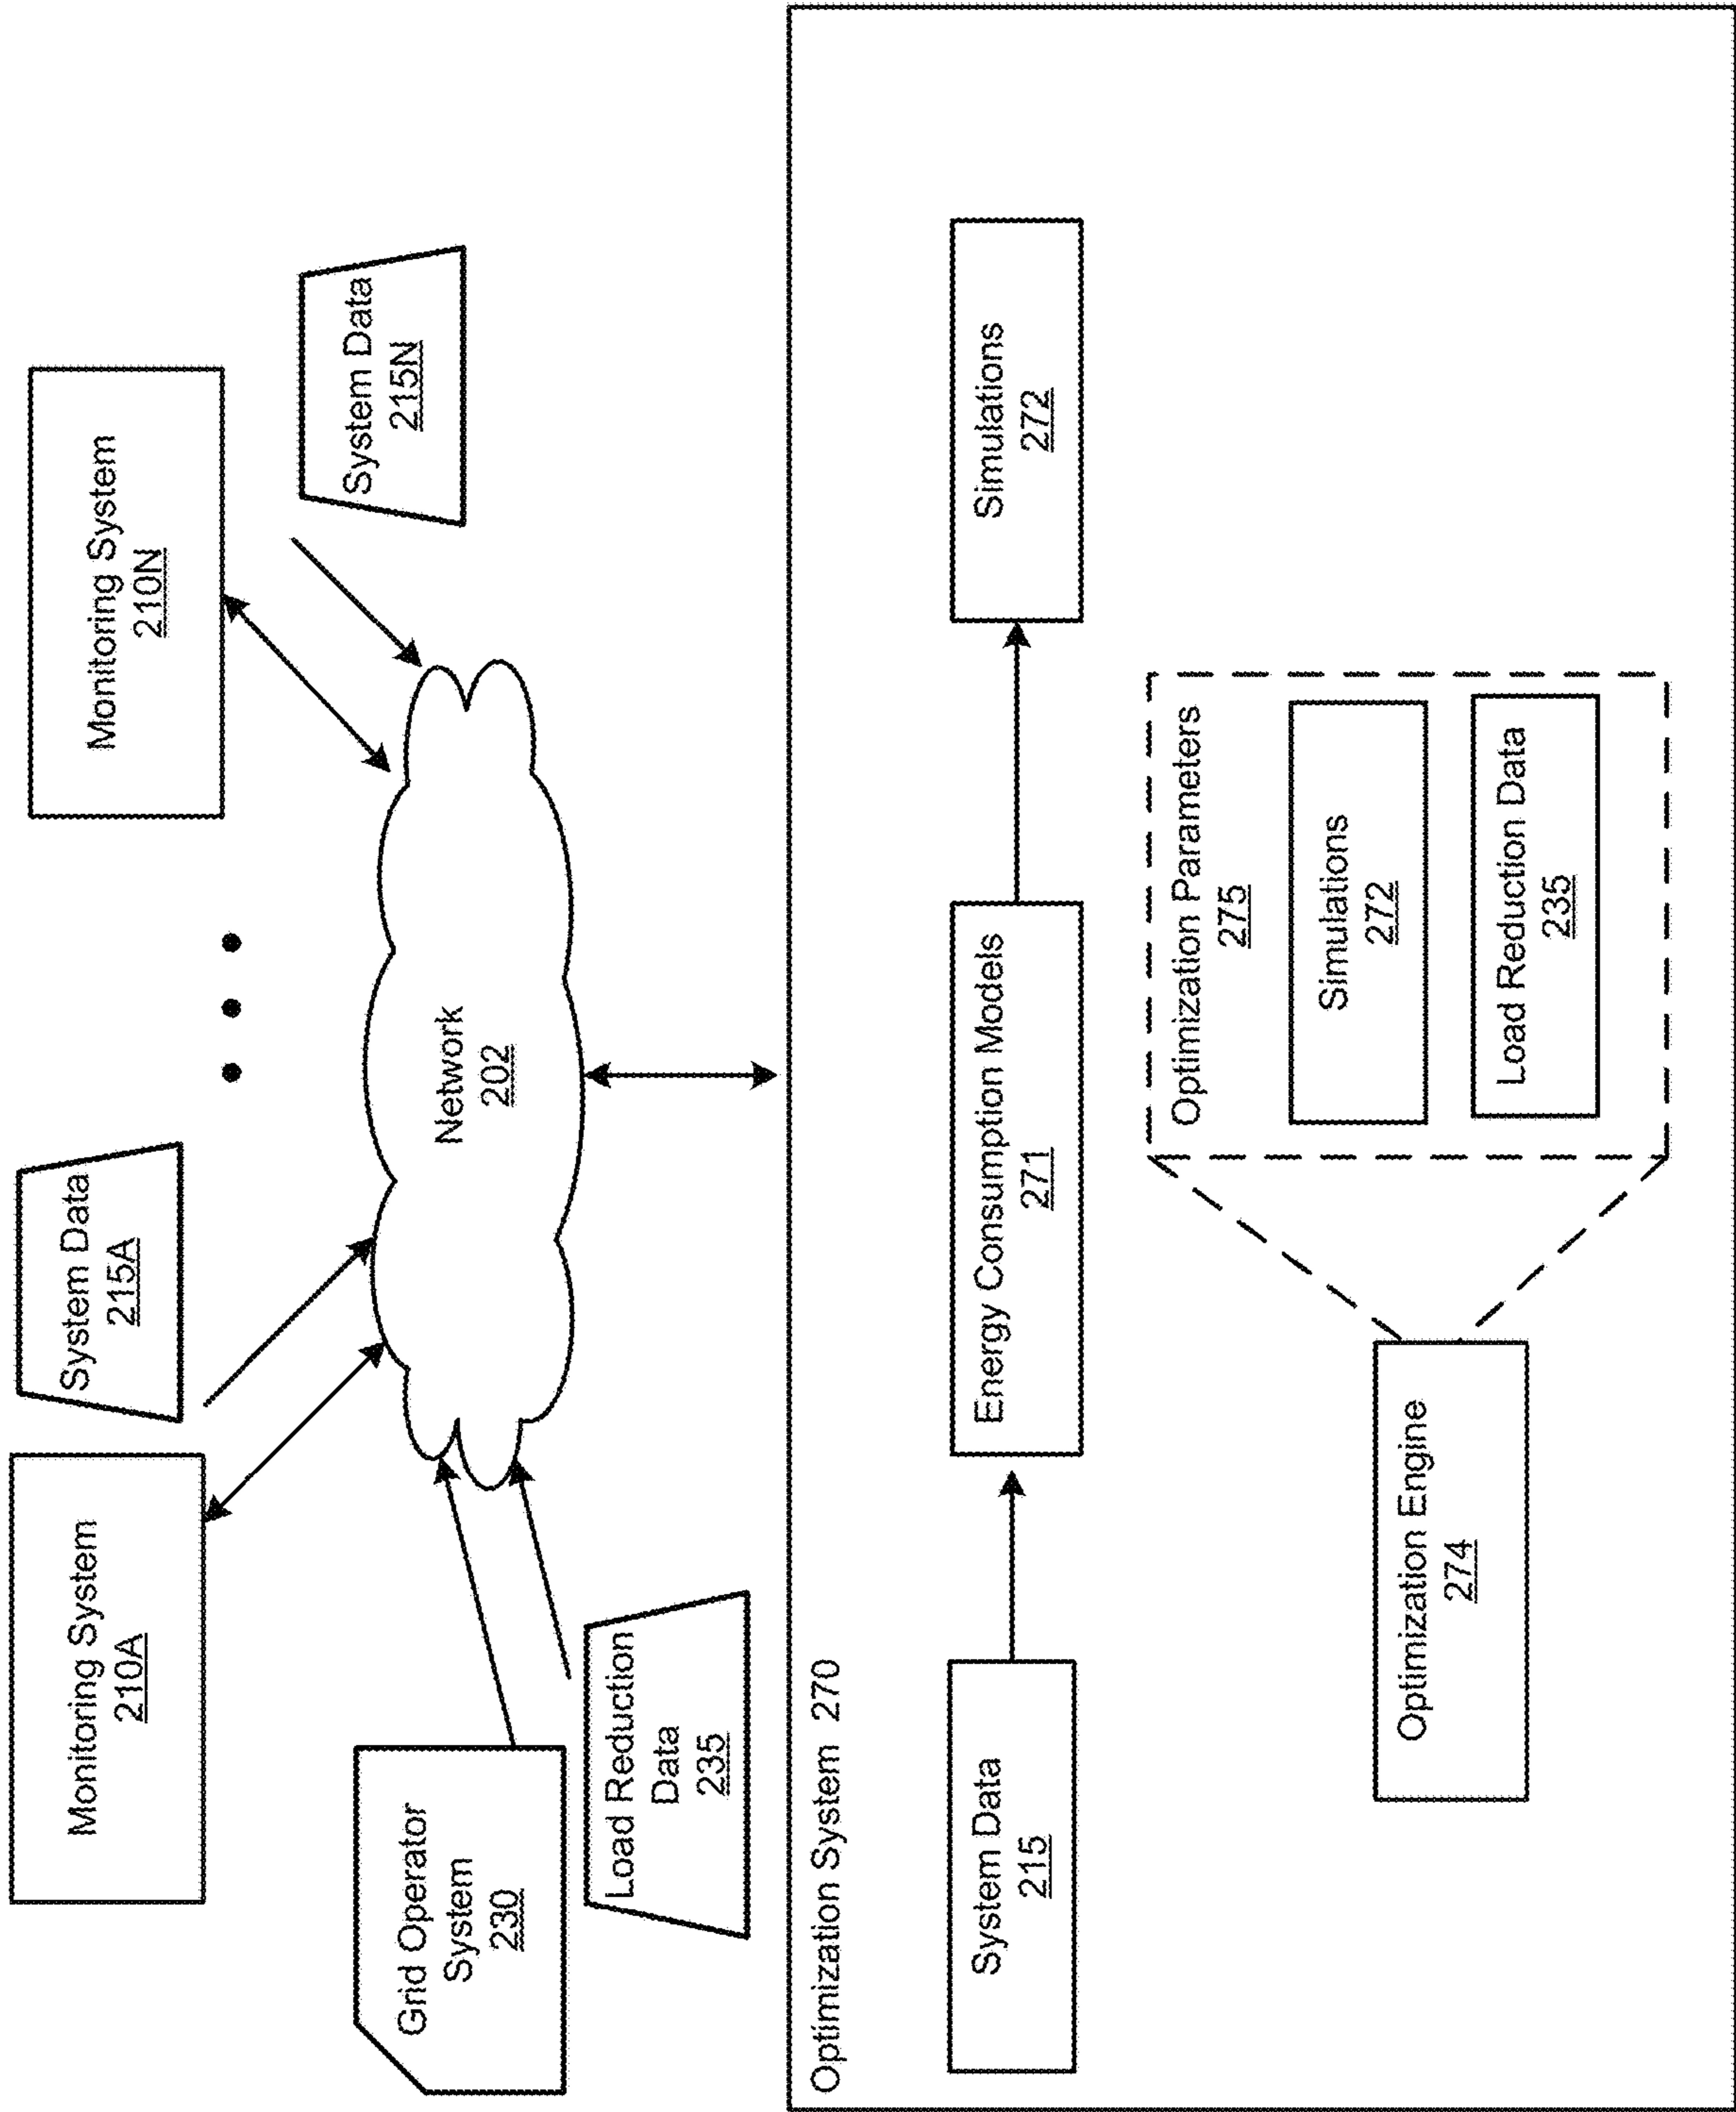 Monitoring System
210A
System Data
215A
Monitoring System
210N
System Data
215N
Grid Operator
System
230
Load Reduction
Data
235
Network
202
Optimization System 270
System Data
215
Energy Consumption Models
271
Simulations
272
Optimization Engine
274
Optimization Parameters
275
Simulations
272
Load Reduction Data
235